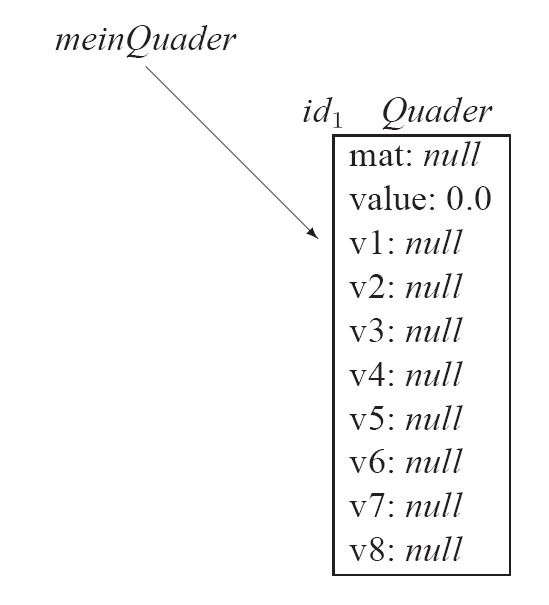 meinQuader
id₁ Quader
mat: null
value: 0.0
v1: null
v2: null
v3: null
v4: null
v5: null
v6: null
v7: null
v8: null